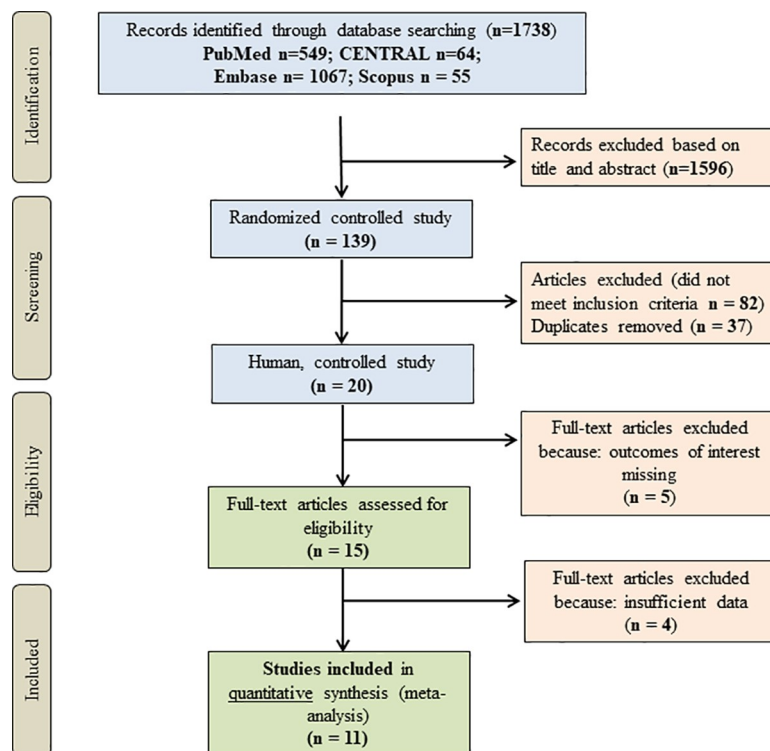 Identification
Records identified through database searching (n=1738)
PubMed n=549; CENTRAL n=64;
Embase n= 1067; Scopus n = 55
Records excluded based on
title and abstract (n=1596)
Screening
Randomized controlled study
(n = 139)
Articles excluded (did not
meet inclusion criteria n = 82)
Duplicates removed (n = 37)
Human, controlled study
(n = 20)
Eligibility
Full-text articles excluded
because: outcomes of interest
missing
(n = 5)
Full-text articles assessed for
eligibility
(n = 15)
Included
Full-text articles excluded
because: insufficient data
(n = 4)
Studies included in
quantitative synthesis (meta-
analysis)
(n = 11)